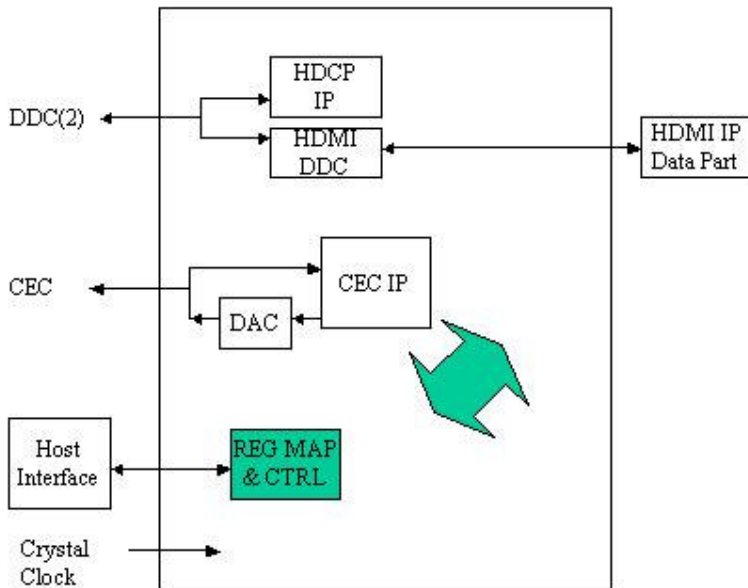 HDCP
IP
DDC(2)
HDMI
DDC
HDMI IP
Data Part
CEC
CEC IP
DAC
Host
Interface
REG MAP
& CTRL
Crystal
Clock